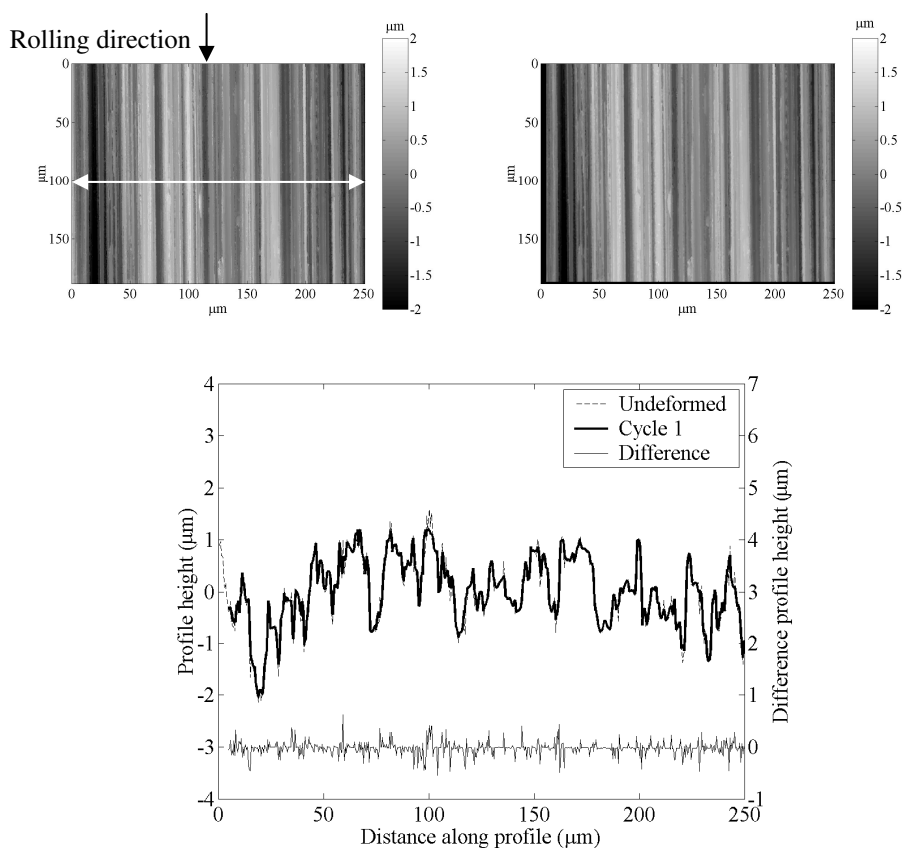 Rolling direction
µm
2
1.5
1
0.5
0
-0.5
-1
-1.5
-2
0
50
100
150
µm
0 50 100 150 200 250
µm
µm
2
1.5
1
0.5
0
-0.5
-1
-1.5
-2
0
50
100
150
µm
0 50 100 150 200 250
µm
4
3
2
1
0
-1
-2
-3
-4
Profile height (µm)
Undeformed
Cycle 1
Difference
7
6
5
4
3
2
1
0
-1
Difference profile height (µm)
0 50 100 150 200 250
Distance along profile (µm)